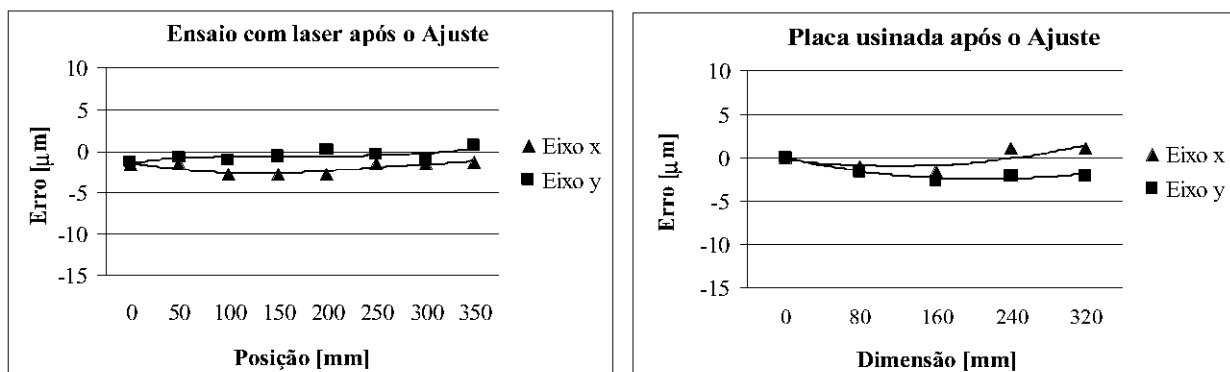 Ensaio com laser após o Ajuste
10
5
0
-5
-10
-15
Erro [µm]
0 50 100 150 200 250 300 350
Posição [mm]
Eixo x
Eixo y
Placa usinada após o Ajuste
10
5
0
-5
-10
-15
Erro [µm]
0 80 160 240 320
Dimensão [mm]
Eixo x
Eixo y